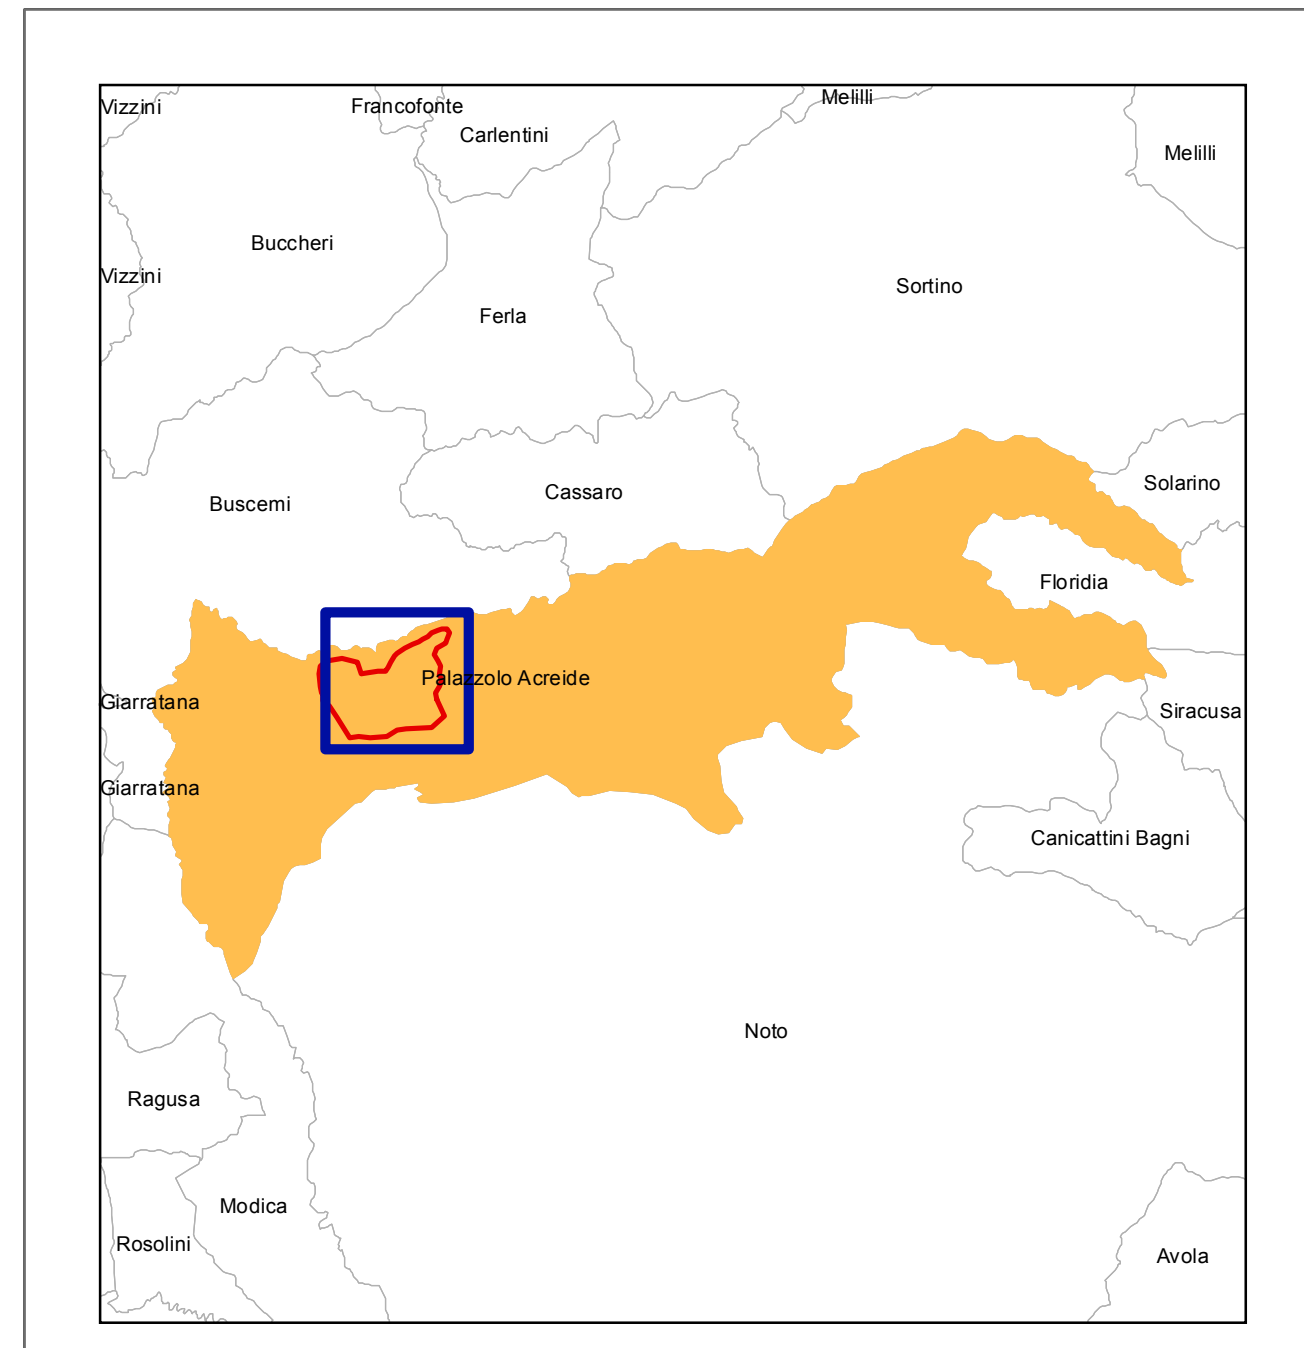 Melilli
Vizzini
Francofonte
Carlentini
Melilli
Buccheri
Vizzini
Sortino
Ferla
Solarino
Cassaro
Buscemi
Floridia
Palazzolo Acreide
Giarratana
Siracusa
Giarratana
Canicattini Bagni
Noto
Ragusa
Modica
Rosolini
Avola